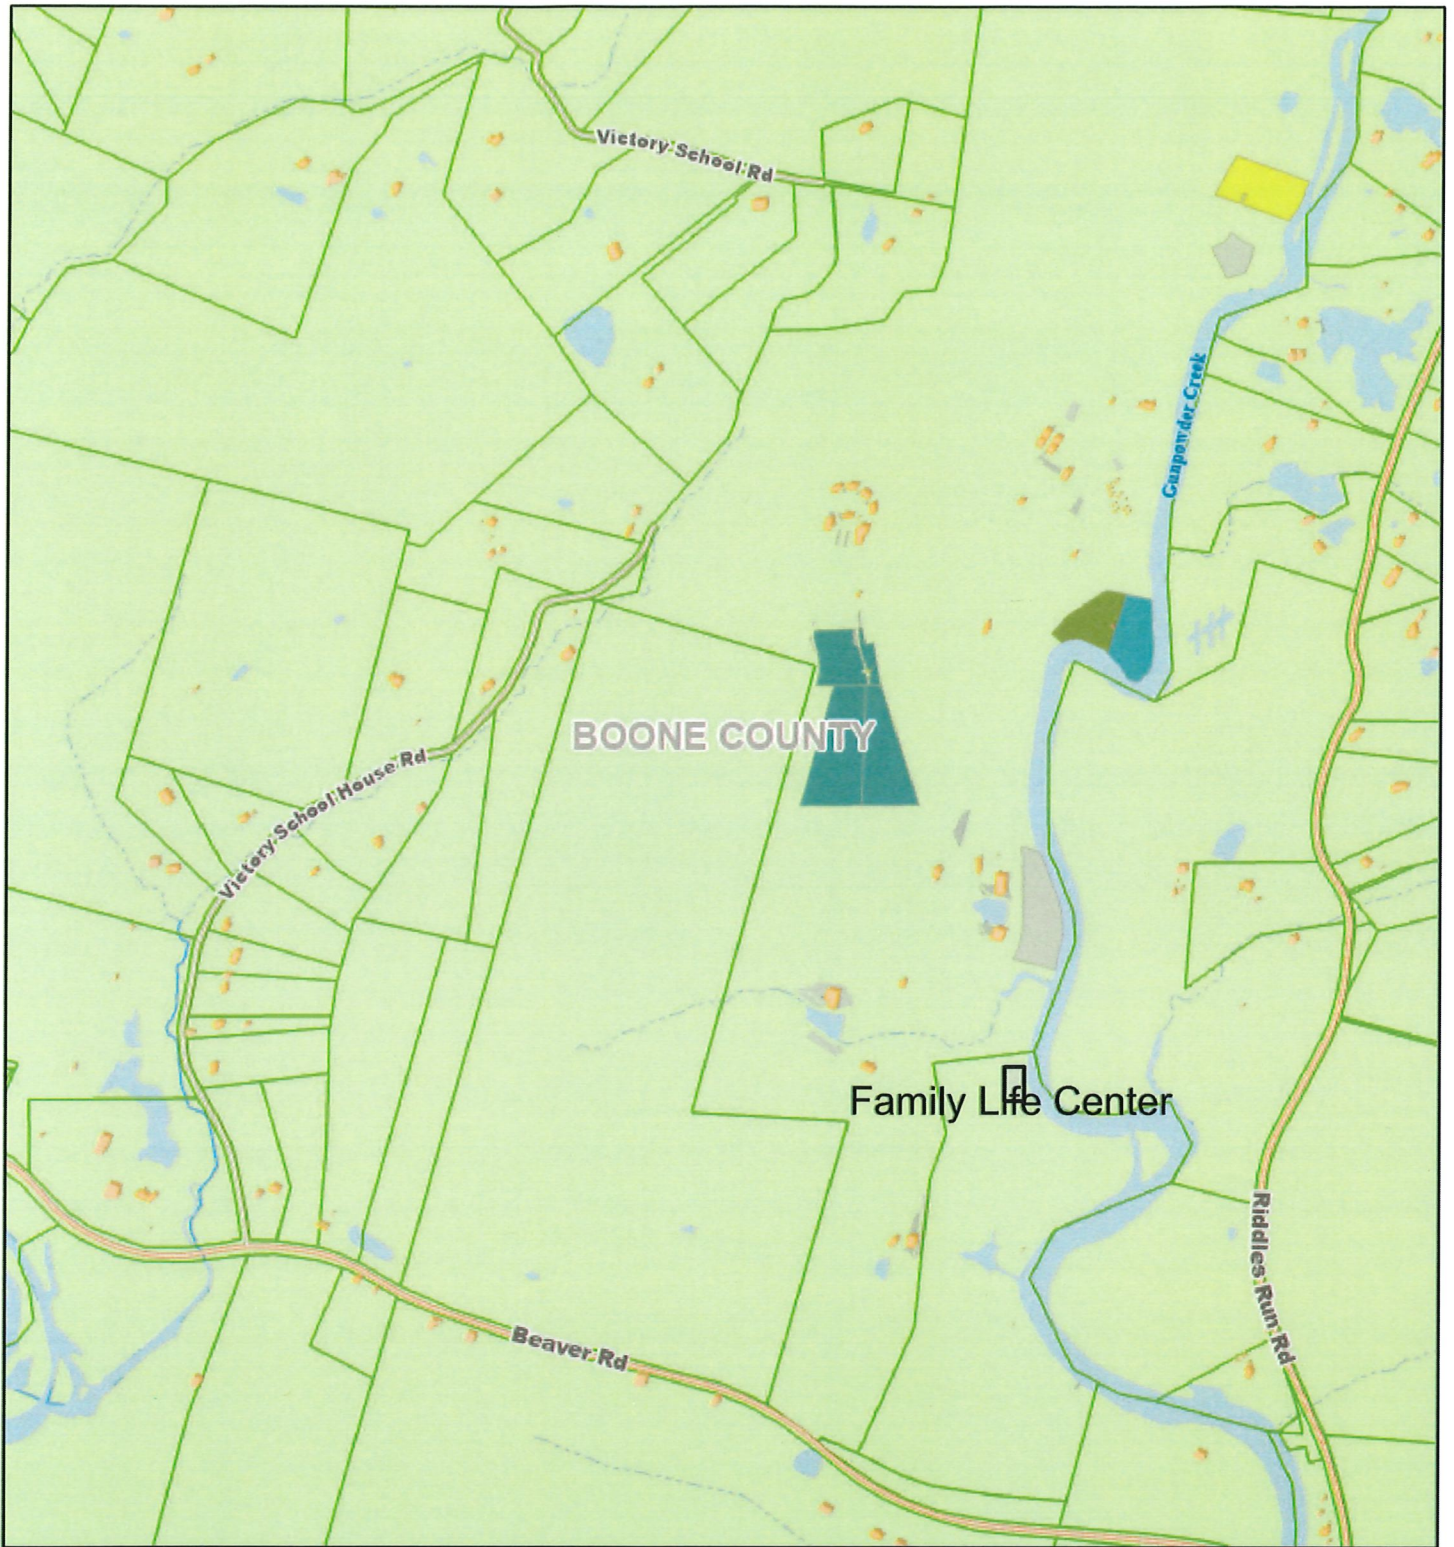 Victory School Rd
Gunpowder Creek
BOONE COUNTY
Victory School House Rd
Family Life Center
Riddles Run Rd
Beaver Rd